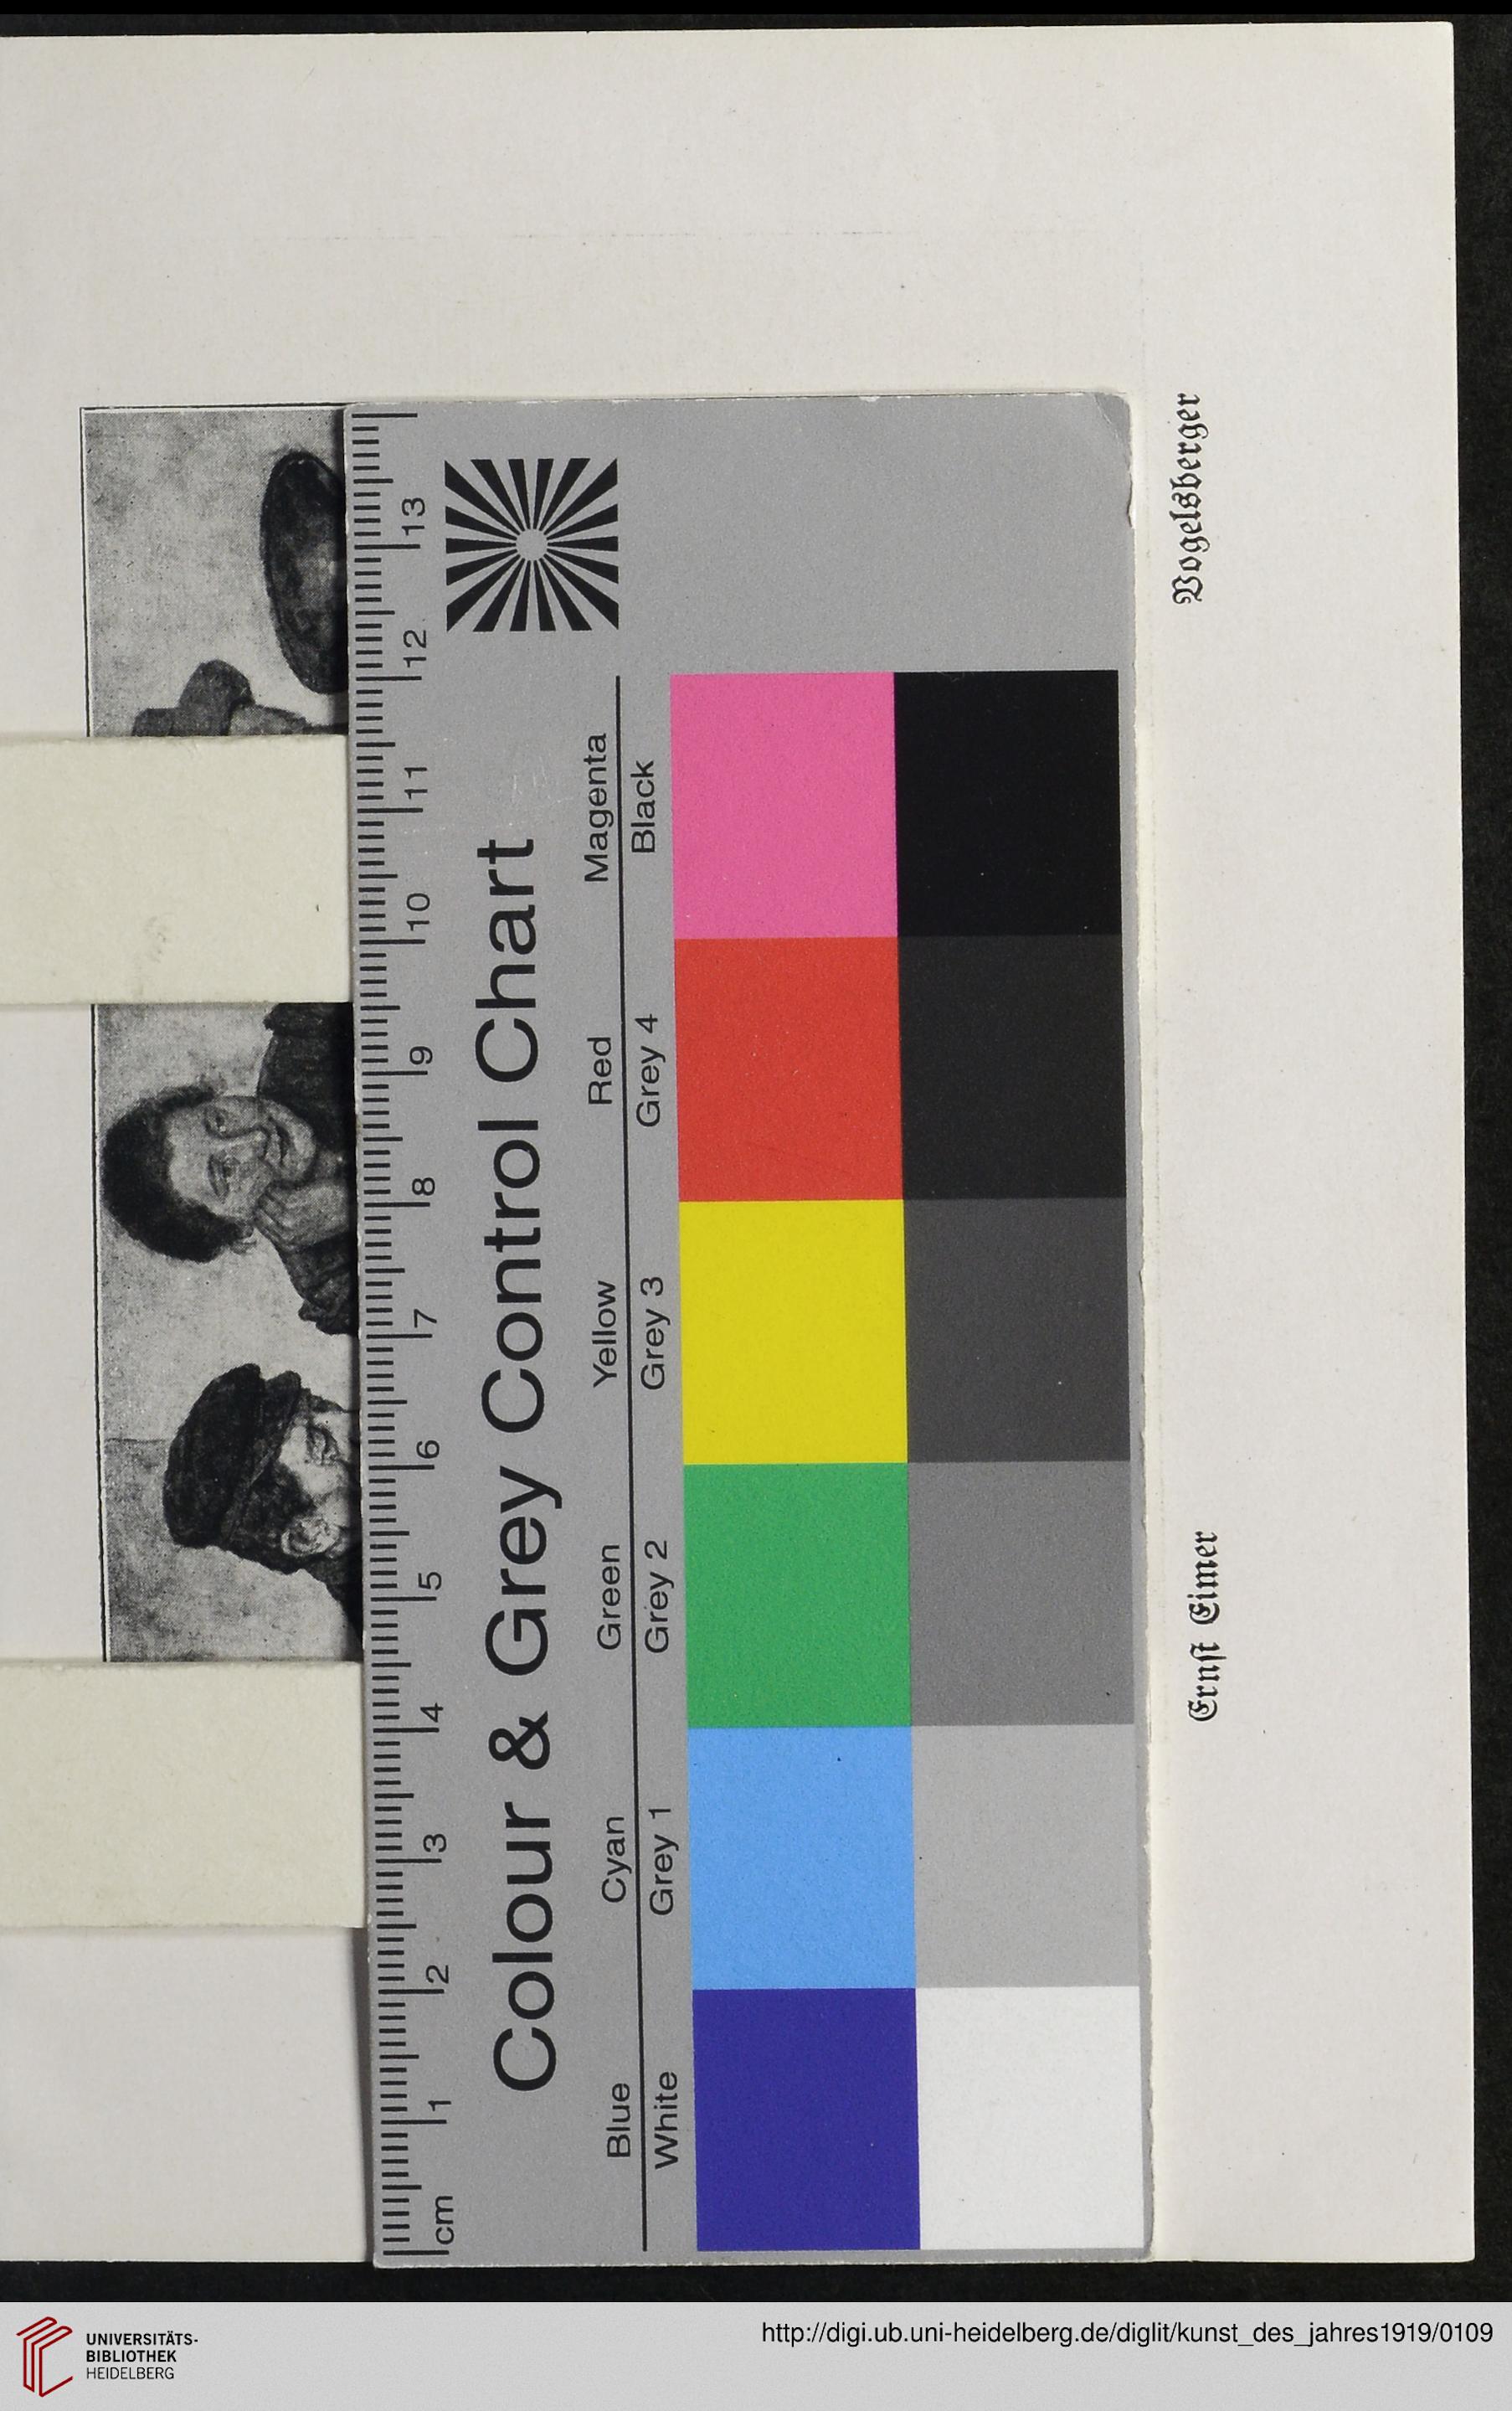 Ernst Eimer
Vogelsberger
Colour & Grey Control Chart
Blue Cyan Green Yellow Red Magenta
White Grey 1 Grey 2 Grey 3 Grey 4 Black
cm 1 2 3 4 5 6 7 8 9 10 11 12 13
UNIVERSITÄTS-
BIBLIOTHEK
HEIDELBERG
http://digi.ub.uni-heidelberg.de/diglit/kunst_des_jahres1919/0109